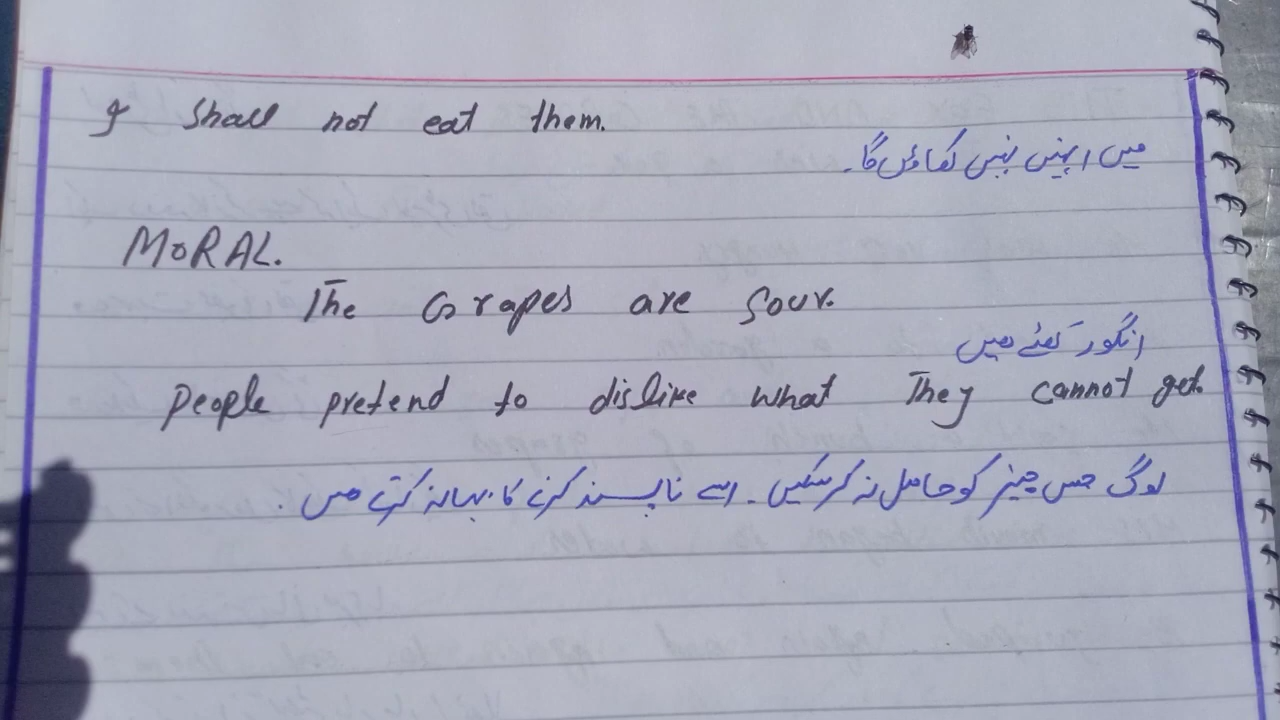 I shall not eat them.
میں انہیں نہیں کھاؤں گا۔
MORAL.
The Grapes are Sour.
انگور کھٹے ہیں
People pretend to dislike what They cannot get.
لوگ جس چیز کو حاصل نہ کر سکیں۔ اسے ناپسند کرنے کا بہانہ کرتے ہیں۔